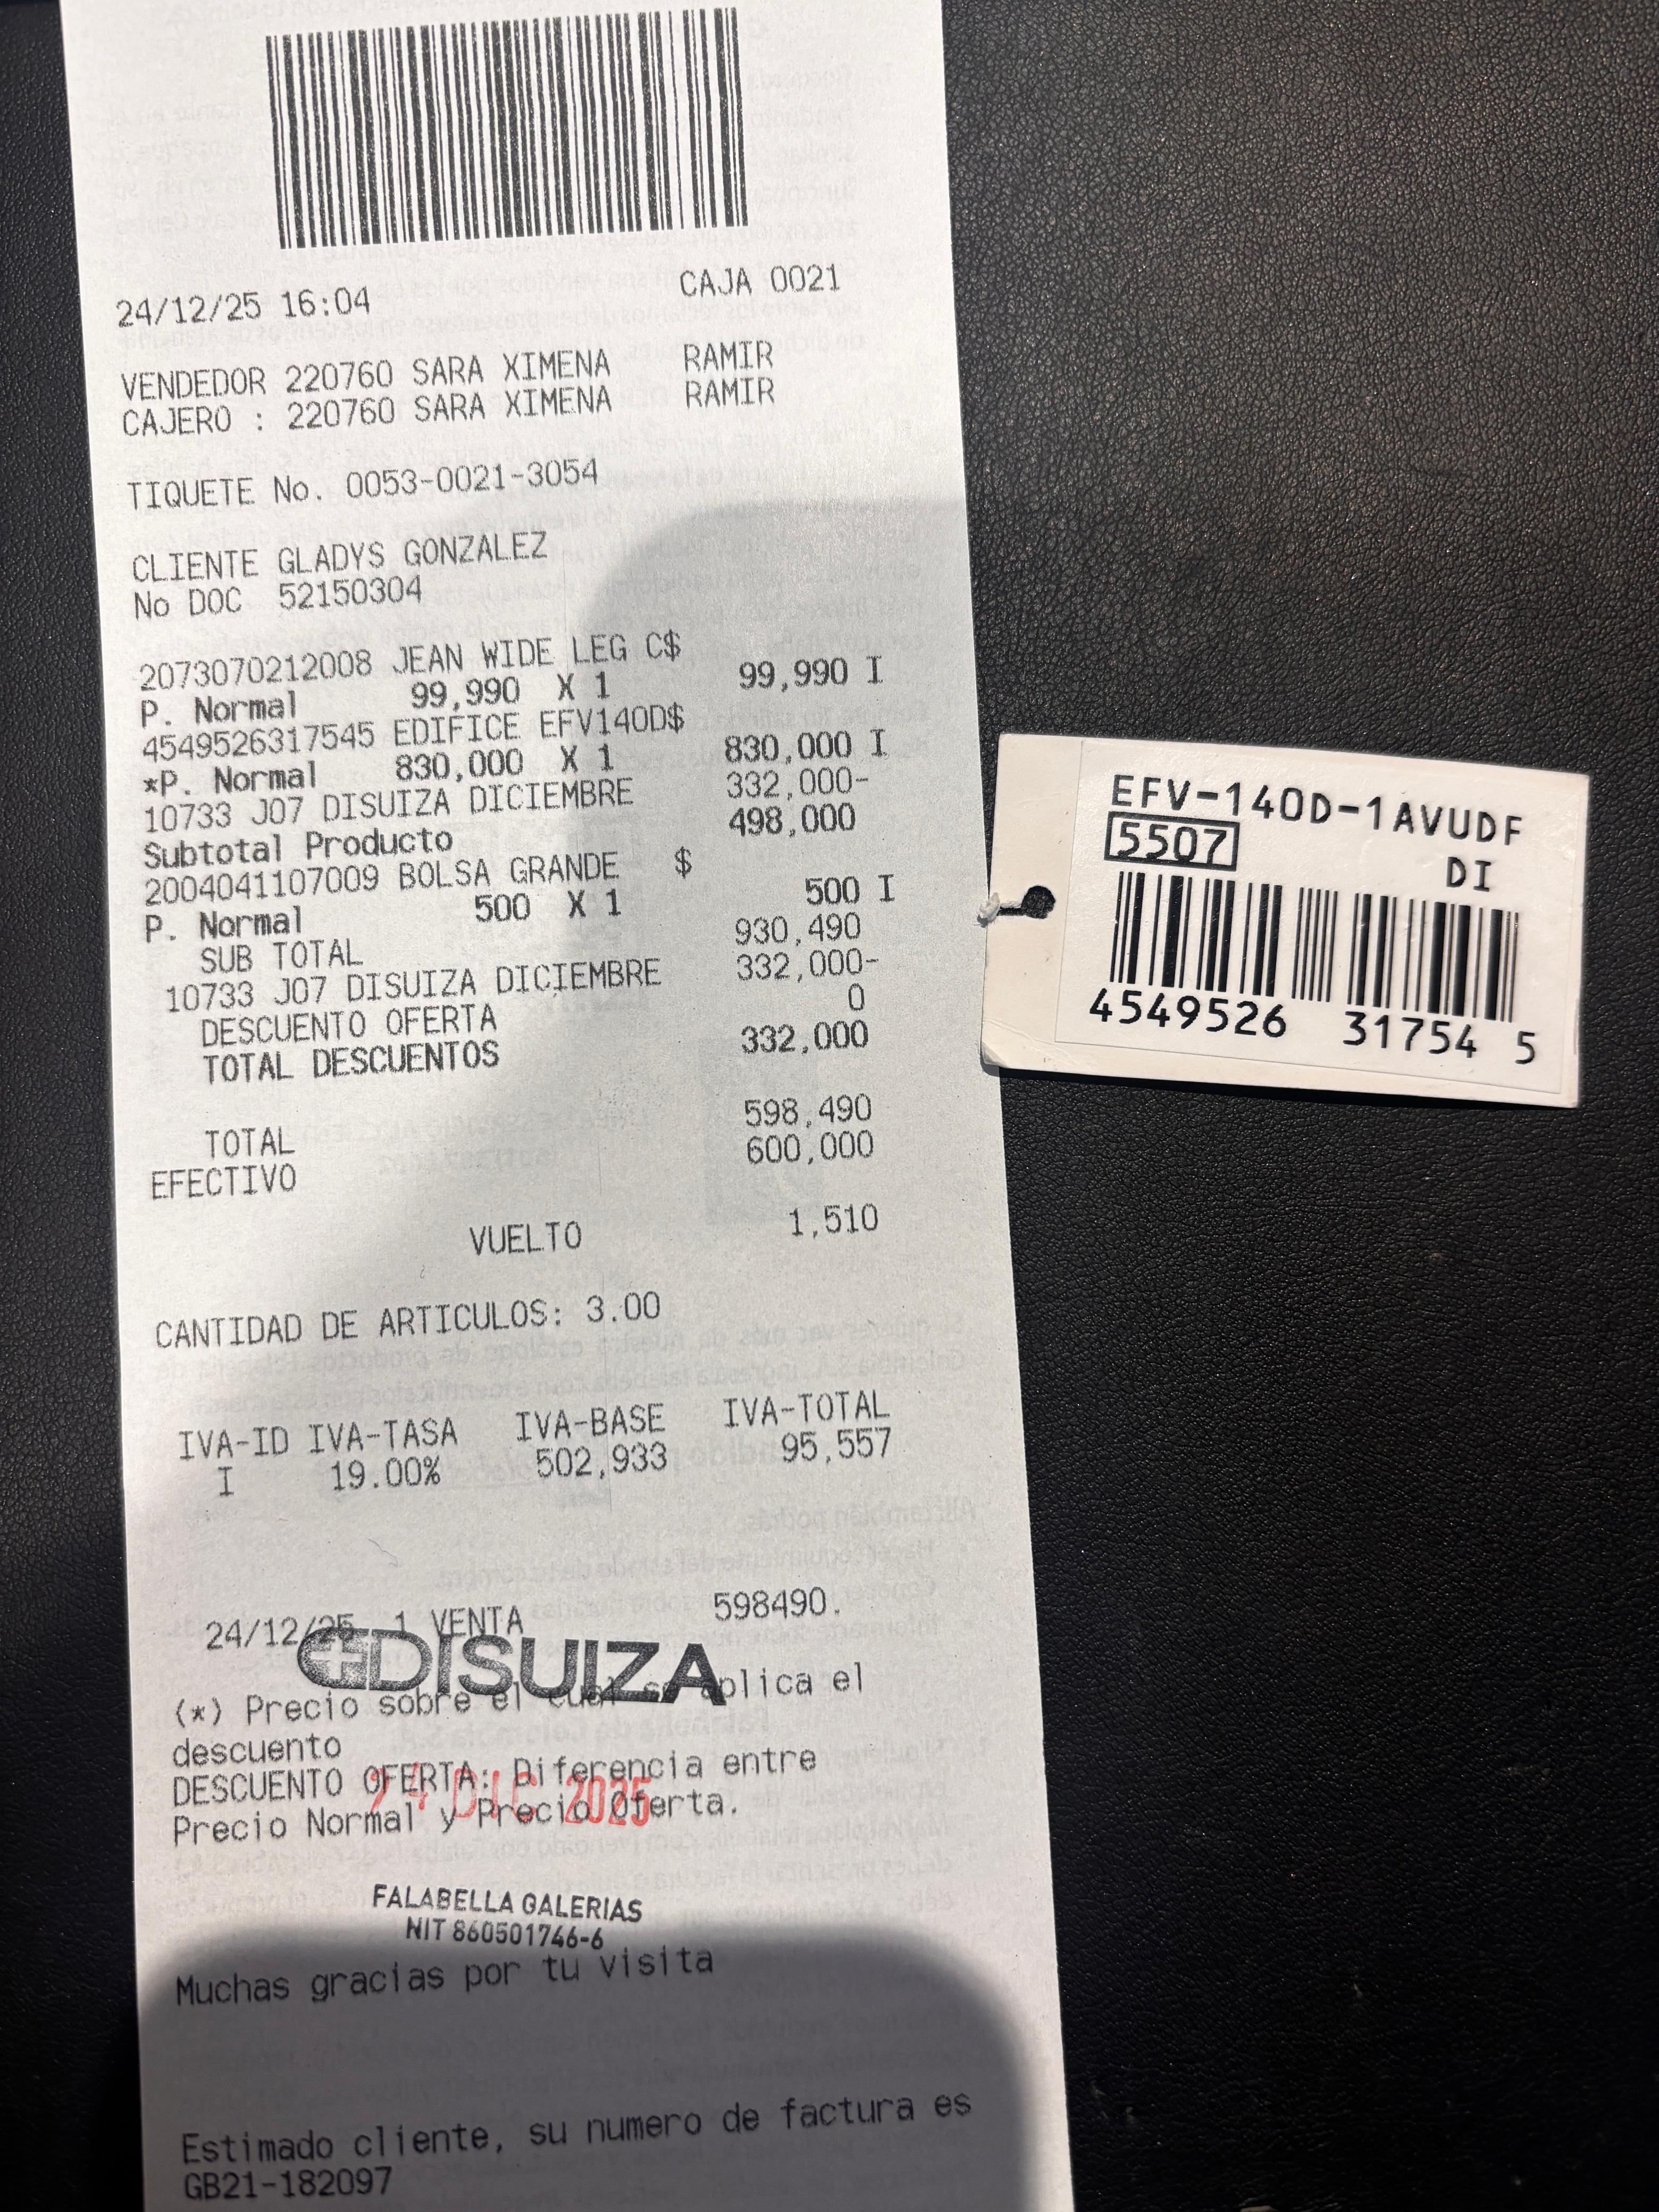 24/12/25 16:04 CAJA 0021
VENDEDOR 220760 SARA XIMENA RAMIR
CAJERO : 220760 SARA XIMENA RAMIR
TIQUETE No. 0053-0021-3054
CLIENTE GLADYS GONZALEZ
No DOC 52150304
2073070212008 JEAN WIDE LEG C$
P. Normal 99,990 X 1 99,990 I
4549526317545 EDIFICE EFV140D$
*P. Normal 830,000 X 1 830,000 I
10733 J07 DISUIZA DICIEMBRE 332,000-
Subtotal Producto 498,000
2004041107009 BOLSA GRANDE $
P. Normal 500 X 1 500 I
SUB TOTAL 930,490
10733 J07 DISUIZA DICIEMBRE 332,000-
DESCUENTO OFERTA 0
TOTAL DESCUENTOS 332,000
TOTAL 598,490
EFECTIVO 600,000
VUELTO 1,510
CANTIDAD DE ARTICULOS: 3.00
IVA-ID IVA-TASA IVA-BASE IVA-TOTAL
I 19.00% 502,933 95,557
24/12/25 1 VENTA 598490.
DISUIZA
(*) Precio sobre el cual se aplica el
descuento
DESCUENTO OFERTA: Diferencia entre
24 DIC 2025
Precio Normal y Precio Oferta.
FALABELLA GALERIAS
NIT 860501746-6
Muchas gracias por tu visita
Estimado cliente, su numero de factura es
GB21-182097
EFV-140D-1AVUDF
5507
DI
4549526 31754 5